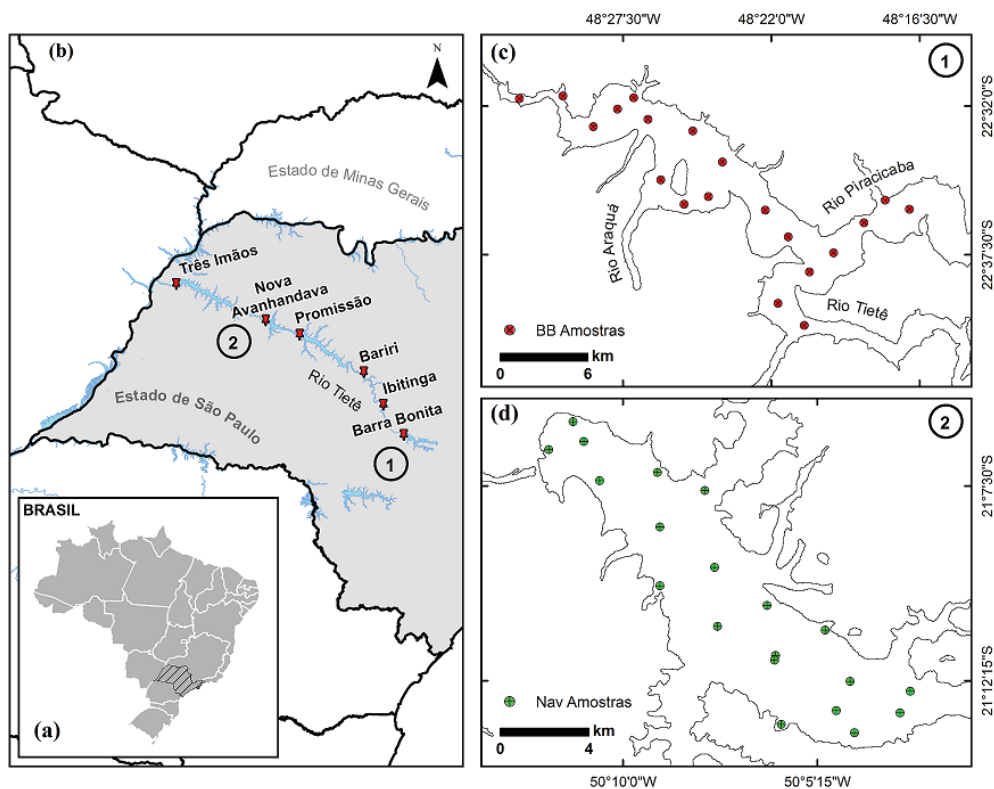 (b)
N
Estado de Minas Gerais
Três Imãos
Nova
Avanhandava
Promissão
2
Bariri
Rio Tietê
Ibitinga
Estado de São Paulo
Barra Bonita
1
BRASIL
(a)
48°27'30"W
48°22'0"W
48°16'30"W
(c)
1
22°32'0"S
Rio Piracicaba
Rio Araquá
22°37'30"S
Rio Tietê
BB Amostras
km
0
6
(d)
2
21°7'30"S
21°12'15"S
Nav Amostras
km
0
4
50°10'0"W
50°5'15"W